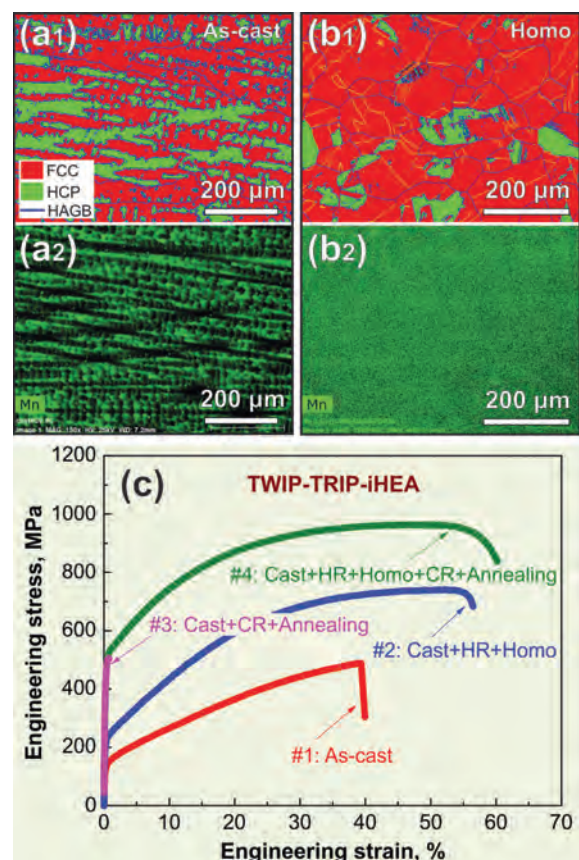 (a1) As-cast
FCC
HCP
HAGB
200 µm
(b1) Homo
200 µm
(a2)
Mn
200 µm
(b2)
Mn
200 µm
(c) TWIP-TRIP-iHEA
Engineering stress, MPa
1200
1000
800
600
400
200
0
#4: Cast+HR+Homo+CR+Annealing
#3: Cast+CR+Annealing
#2: Cast+HR+Homo
#1: As-cast
0 10 20 30 40 50 60 70
Engineering strain, %